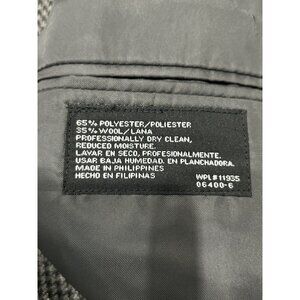 65% POLYESTER/POLIESTER
35% WOOL/LANA
PROFESSIONALLY DRY CLEAN,
REDUCED MOISTURE.
LAVAR EN SECO, PROFESIONALMENTE.
USAR BAJA HUMEDAD. EN PLANCHADORA.
MADE IN PHILIPPINES
HECHO EN FILIPINAS
WPL#11935
06400-6